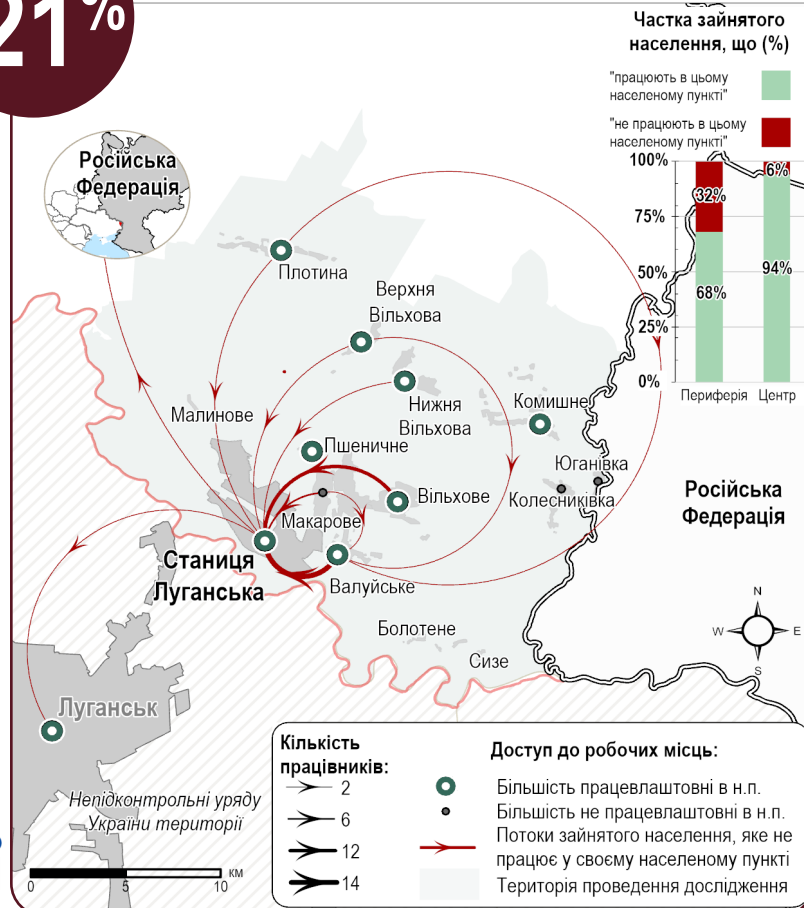 21%
Частка зайнятого
населення, що (%)
"працюють в цьому
населеному пункті"
"не працюють в цьому
населеному пункті"
100%
75%
50%
25%
0%
32%
68%
6%
94%
Периферія
Центр
Російська
Федерація
Плотина
Верхня
Вільхова
Нижня
Вільхова
Комишне
Малинове
Пшеничне
Юганівка
Колесниківка
Вільхове
Макарове
Російська
Федерація
Станиця
Луганська
Валуйське
Болотене
Сизе
N
W
E
S
Луганськ
Непідконтрольні уряду
України території
0
5
10
км
Кількість
працівників:
2
6
12
14
Доступ до робочих місць:
Більшість працевлаштовні в н.п.
Більшість не працевлаштовні в н.п.
Потоки зайнятого населення, яке не
працює у своєму населеному пункті
Територія проведення дослідження